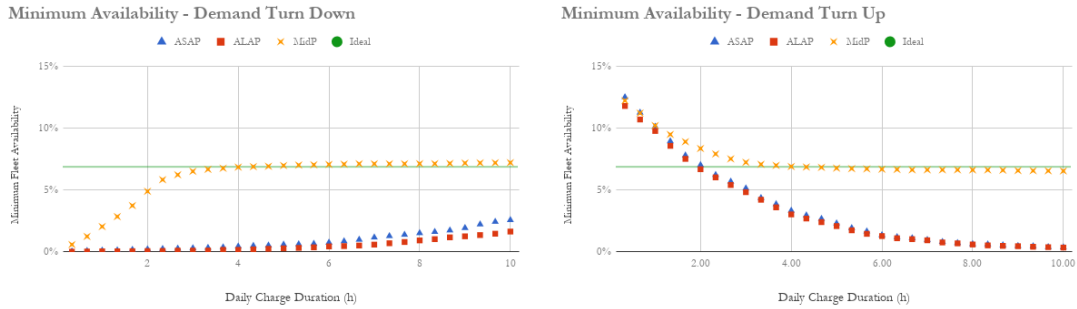 Minimum Availability - Demand Turn Down
ASAP ALAP MidP Ideal
15%
10%
5%
0%
Minimum Fleet Availability
2 4 6 8 10
Daily Charge Duration (h)
Minimum Availability - Demand Turn Up
ASAP ALAP MidP Ideal
15%
10%
5%
0%
Minimum Fleet Availability
2.00 4.00 6.00 8.00 10.00
Daily Charge Duration (h)